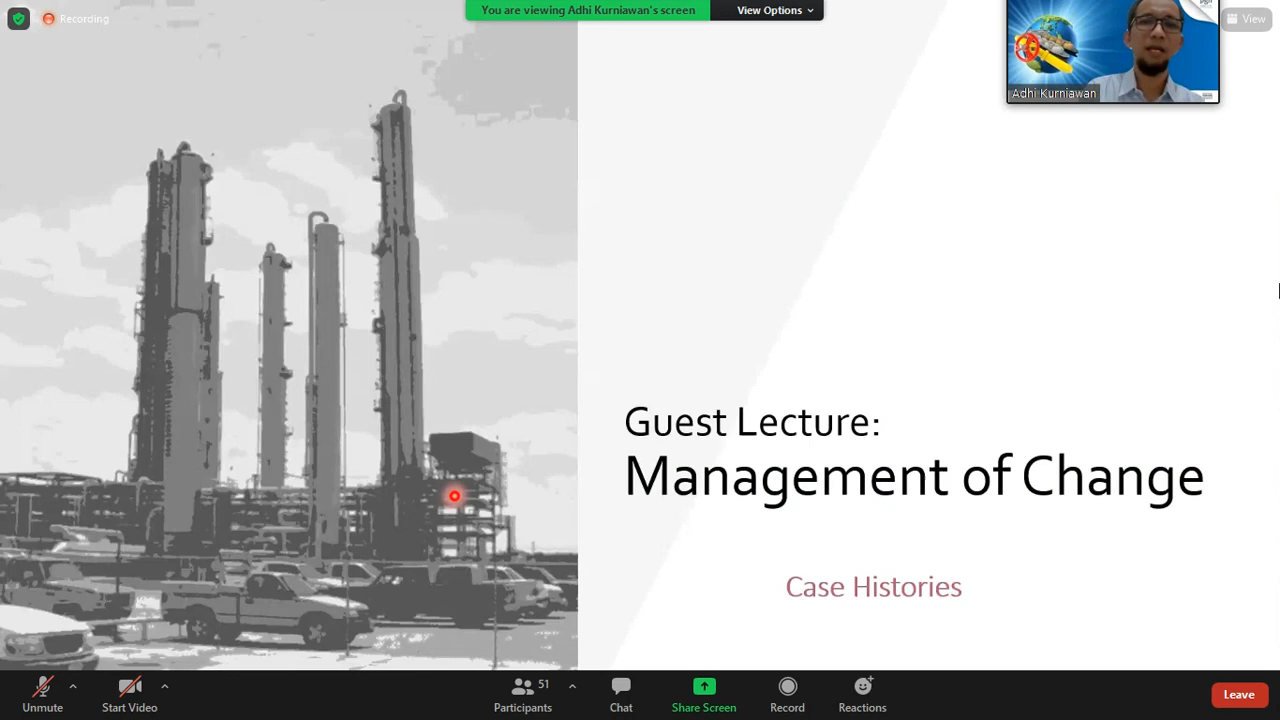 Recording
You are viewing Adhi Kurniawan's screen
View Options
View
Adhi Kurniawan
Guest Lecture:
Management of Change
Case Histories
Unmute
Start Video
51
Participants
Chat
Share Screen
Record
Reactions
Leave